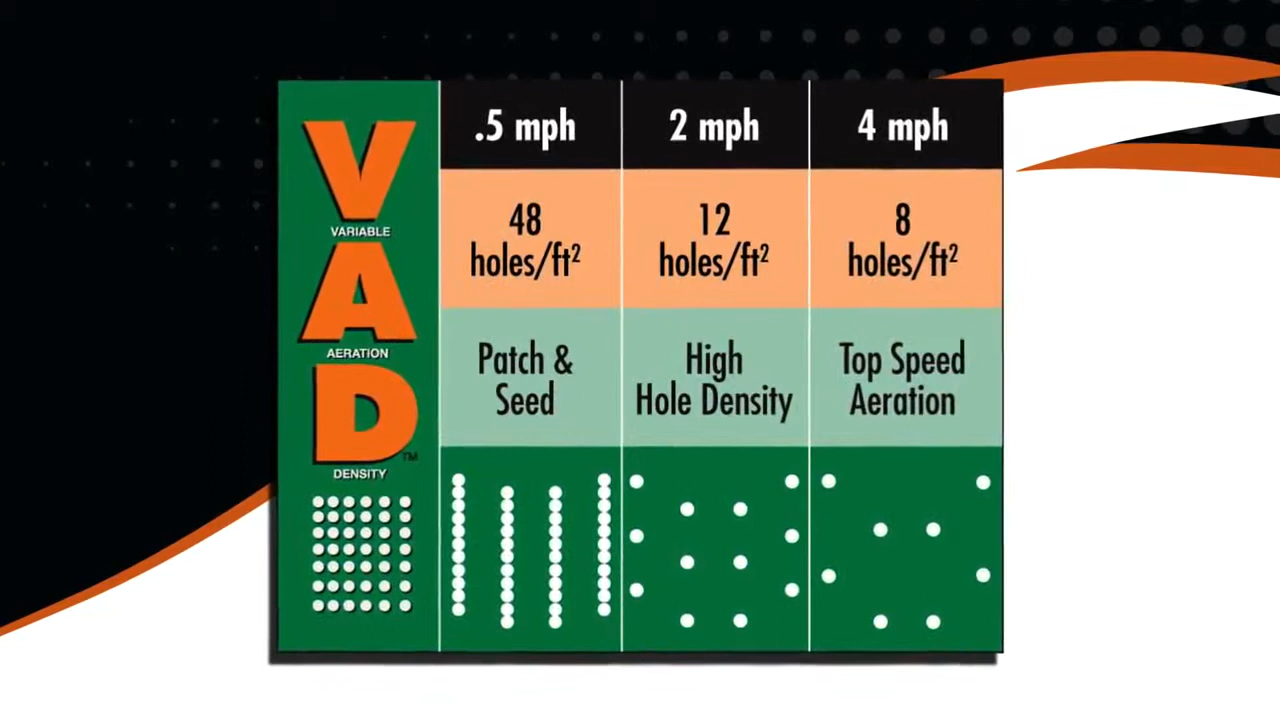 V
VARIABLE
A
AERATION
D™
DENSITY
.5 mph
2 mph
4 mph
48
holes/ft²
12
holes/ft²
8
holes/ft²
Patch &
Seed
High
Hole Density
Top Speed
Aeration